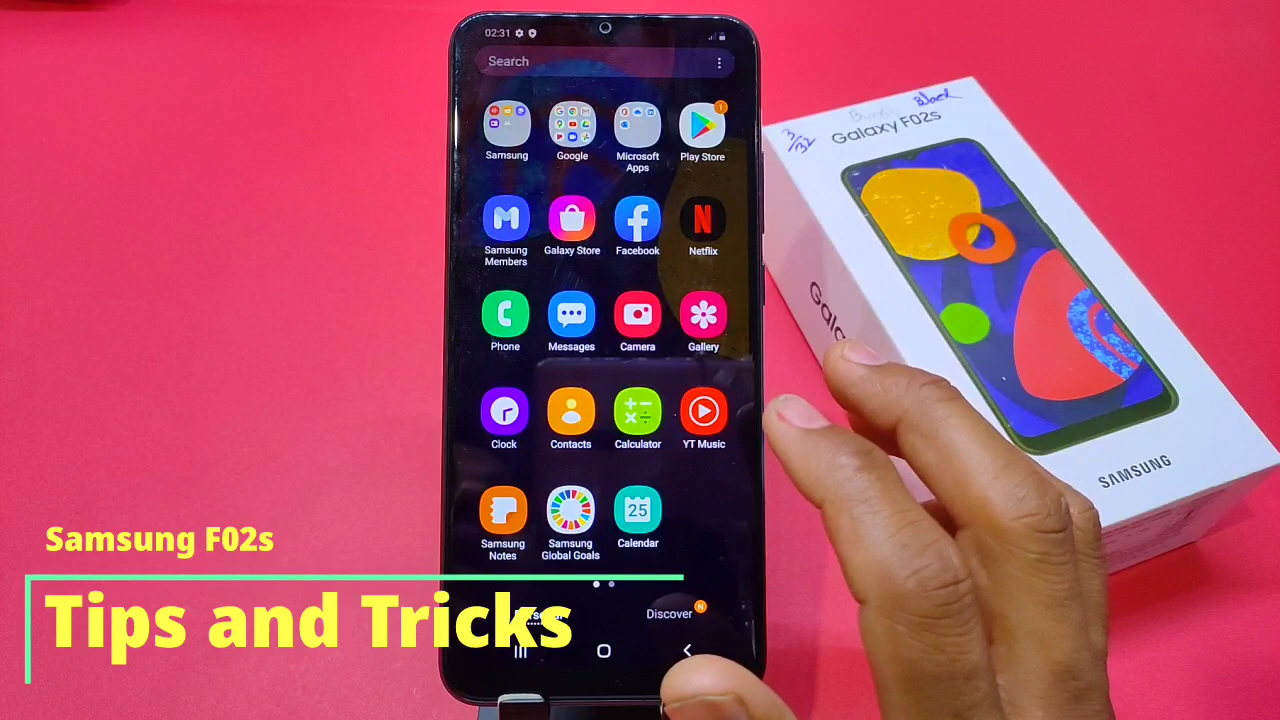 02:31
Search
Samsung
Google
Microsoft
Apps
1
Play Store
Samsung
Members
Galaxy Store
Facebook
N
Netflix
Phone
Messages
Camera
Gallery
Clock
Contacts
Calculator
YT Music
Samsung
Notes
Samsung
Global Goals
25
Calendar
Discover
N
3/32
Black
Galaxy F02s
SAMSUNG
Samsung F02s
Tips and Tricks